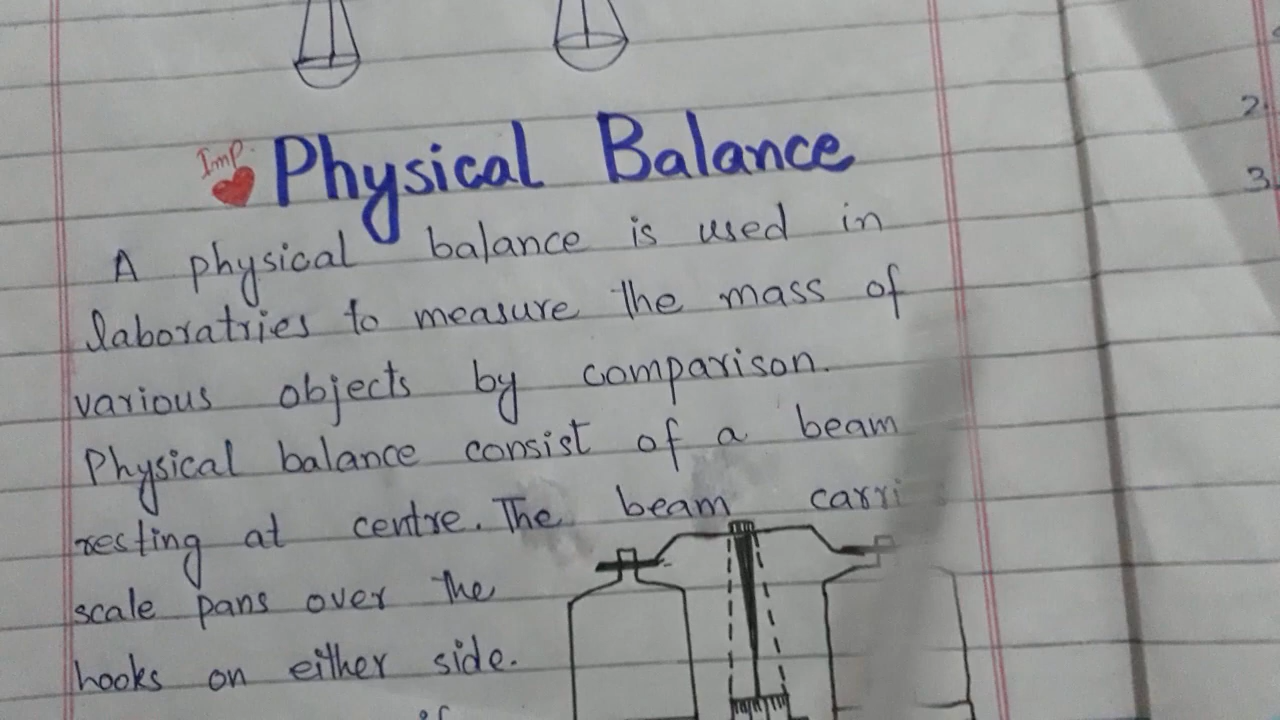 Imp.
Physical Balance
A physical balance is used in
laboratries to measure the mass of
various objects by comparison.
Physical balance consist of a beam
resting at centre. The beam carri
scale pans over the
hooks on either side.
of
2.
3.